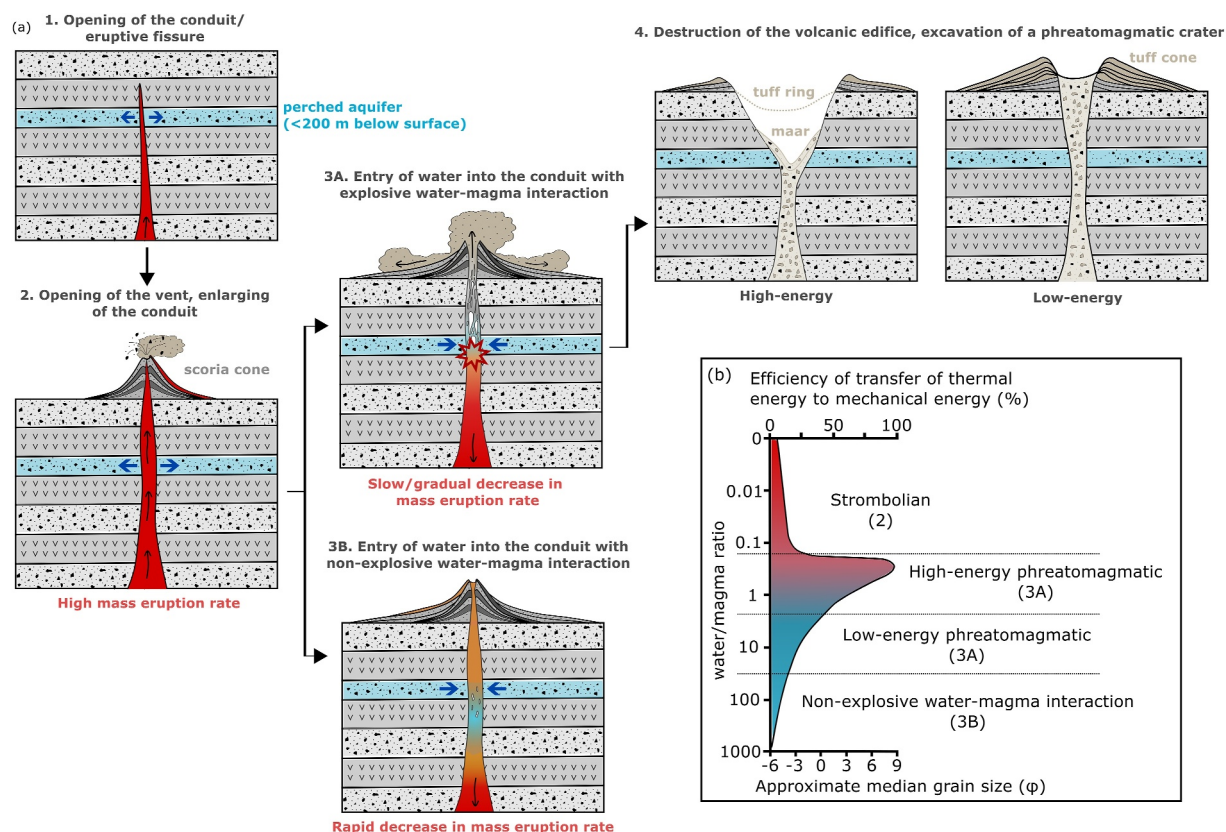 (a)
1. Opening of the conduit/
eruptive fissure
perched aquifer
(<200 m below surface)
2. Opening of the vent, enlarging
of the conduit
scoria cone
High mass eruption rate
3A. Entry of water into the conduit with
explosive water-magma interaction
Slow/gradual decrease in
mass eruption rate
3B. Entry of water into the conduit with
non-explosive water-magma interaction
Rapid decrease in mass eruption rate
4. Destruction of the volcanic edifice, excavation of a phreatomagmatic crater
tuff ring
maar
High-energy
tuff cone
Low-energy
(b)
Efficiency of transfer of thermal
energy to mechanical energy (%)
0 50 100
water/magma ratio
0
0.01
0.1
1
10
100
1000
Strombolian
(2)
High-energy phreatomagmatic
(3A)
Low-energy phreatomagmatic
(3A)
Non-explosive water-magma interaction
(3B)
-6 -3 0 3 6 9
Approximate median grain size (φ)